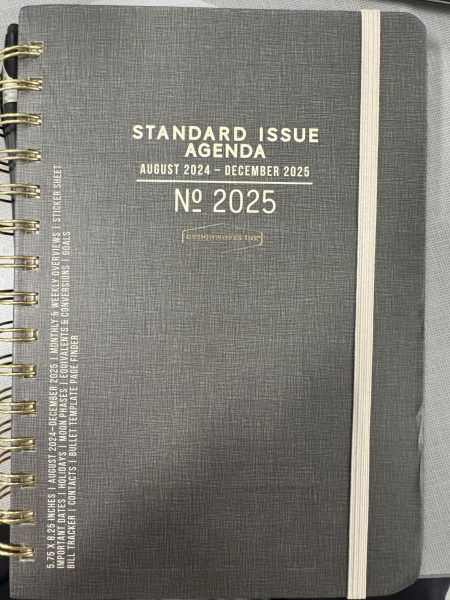 STANDARD ISSUE
AGENDA
AUGUST 2024 – DECEMBER 2025
Nº 2025
DESIGNWORKS INK
5.75 X 8.25 INCHES | AUGUST 2024–DECEMBER 2025 | MONTHLY & WEEKLY OVERVIEWS | STICKER SHEET
IMPORTANT DATES | HOLIDAYS | MOON PHASES | EQUIVALENTS & CONVERSIONS | GOALS
BILL TRACKER | CONTACTS | BULLET TEMPLATE PAGE FINDER